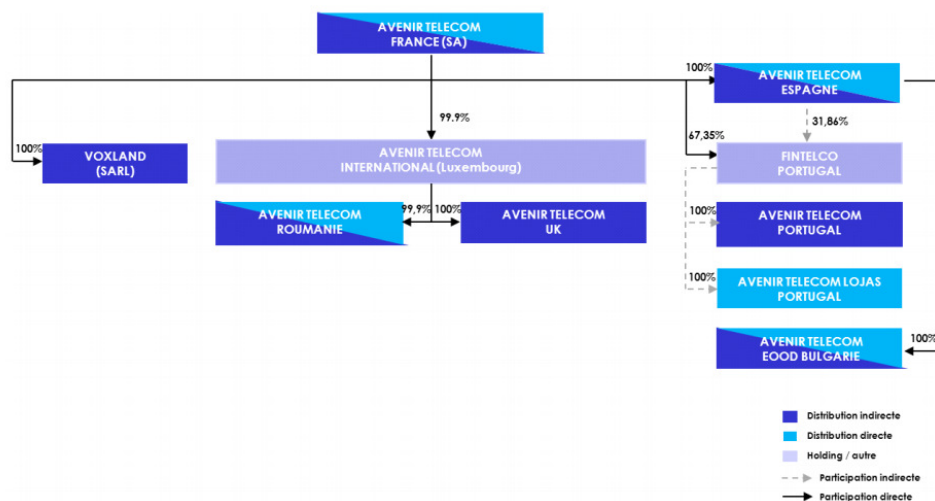 AVENIR TELECOM
FRANCE (SA)
100%
AVENIR TELECOM
ESPAGNE
99.9%
31,86%
67,35%
100%
VOXLAND
(SARL)
AVENIR TELECOM
INTERNATIONAL (Luxembourg)
FINTELCO
PORTUGAL
AVENIR TELECOM
ROUMANIE
99,9%
100%
AVENIR TELECOM
UK
100%
AVENIR TELECOM
PORTUGAL
100%
AVENIR TELECOM LOJAS
PORTUGAL
AVENIR TELECOM
EOOD BULGARIE
100%
Distribution indirecte
Distribution directe
Holding / autre
Participation indirecte
Participation directe